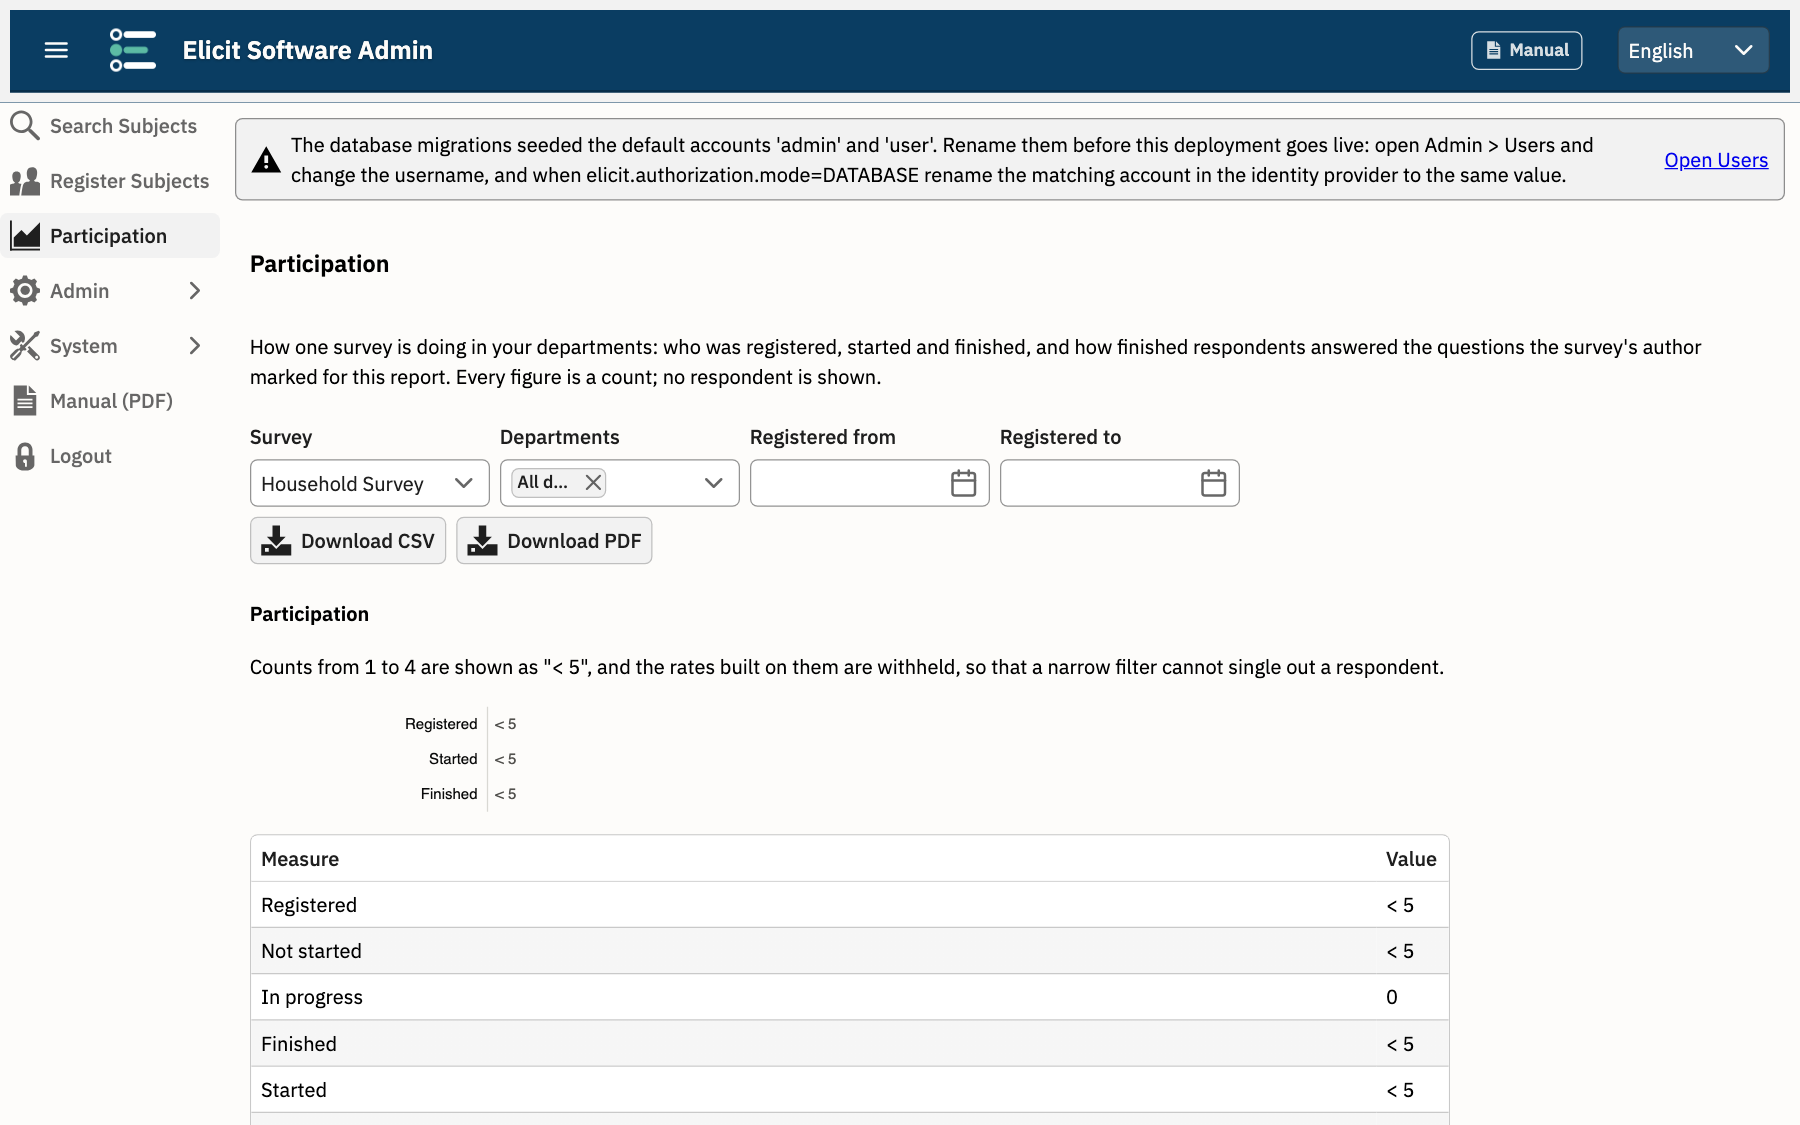 Elicit Software Admin
Manual
English
Search Subjects
Register Subjects
Participation
Admin
System
Manual (PDF)
Logout
The database migrations seeded the default accounts 'admin' and 'user'. Rename them before this deployment goes live: open Admin > Users and
change the username, and when elicit.authorization.mode=DATABASE rename the matching account in the identity provider to the same value.
Open Users
Participation
How one survey is doing in your departments: who was registered, started and finished, and how finished respondents answered the questions the survey's author
marked for this report. Every figure is a count; no respondent is shown.
Survey
Departments
Registered from
Registered to
Household Survey
All d...
Download CSV
Download PDF
Participation
Counts from 1 to 4 are shown as "< 5", and the rates built on them are withheld, so that a narrow filter cannot single out a respondent.
Registered < 5
Started < 5
Finished < 5
Measure Value
Registered < 5
Not started < 5
In progress 0
Finished < 5
Started < 5